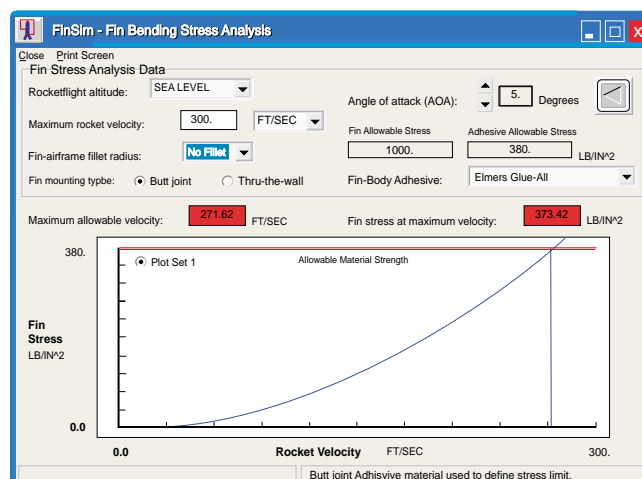 FinSim - Fin Bending Stress Analysis
X
Close Print Screen
Fin Stress Analysis Data
Rocketflight altitude: SEA LEVEL
Angle of attack (AOA): 5. Degrees
Maximum rocket velocity: 300. FT/SEC
Fin Allowable Stress Adhesive Allowable Stress
1000. 380. LB/IN^2
Fin-airframe fillet radius: No Fillet
Fin mounting typbe: Butt joint Thru-the-wall
Fin-Body Adhesive: Elmers Glue-All
Maximum allowable velocity: 271.62 FT/SEC
Fin stress at maximum velocity: 373.42 LB/IN^2
380.
Plot Set 1
Allowable Material Strength
Fin
Stress
LB/IN^2
0.0
0.0 Rocket Velocity FT/SEC 300.
Butt joint Adhisvive material used to define stress limit.